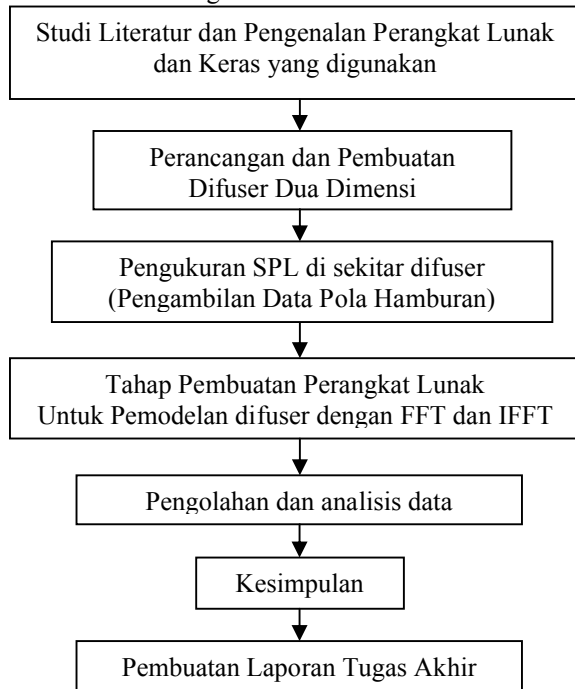 Studi Literatur dan Pengenalan Perangkat Lunak
dan Keras yang digunakan
Perancangan dan Pembuatan
Difuser Dua Dimensi
Pengukuran SPL di sekitar difuser
(Pengambilan Data Pola Hamburan)
Tahap Pembuatan Perangkat Lunak
Untuk Pemodelan difuser dengan FFT dan IFFT
Pengolahan dan analisis data
Kesimpulan
Pembuatan Laporan Tugas Akhir